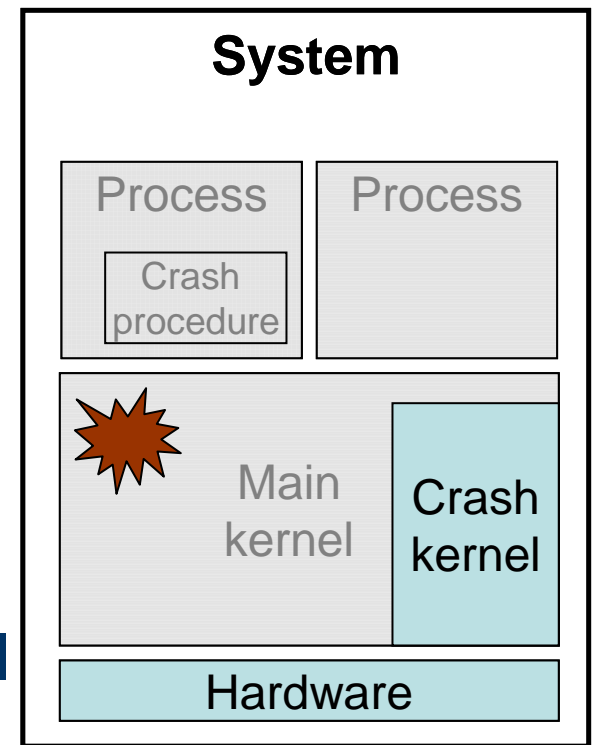 System
Process
Process
Crash
procedure
Main
kernel
Crash
kernel
Hardware